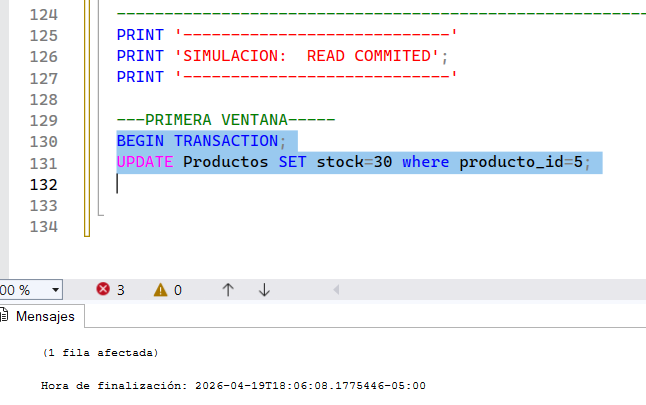 124 ----------------------------------------------------------
125 PRINT '----------------------------'
126 PRINT 'SIMULACION:  READ COMMITED';
127 PRINT '----------------------------'
128
129 ---PRIMERA VENTANA-----
130 BEGIN TRANSACTION;
131 UPDATE Productos SET stock=30 where producto_id=5;
132
133
134
00 % 3 0
Mensajes
(1 fila afectada)
Hora de finalización: 2026-04-19T18:06:08.1775446-05:00